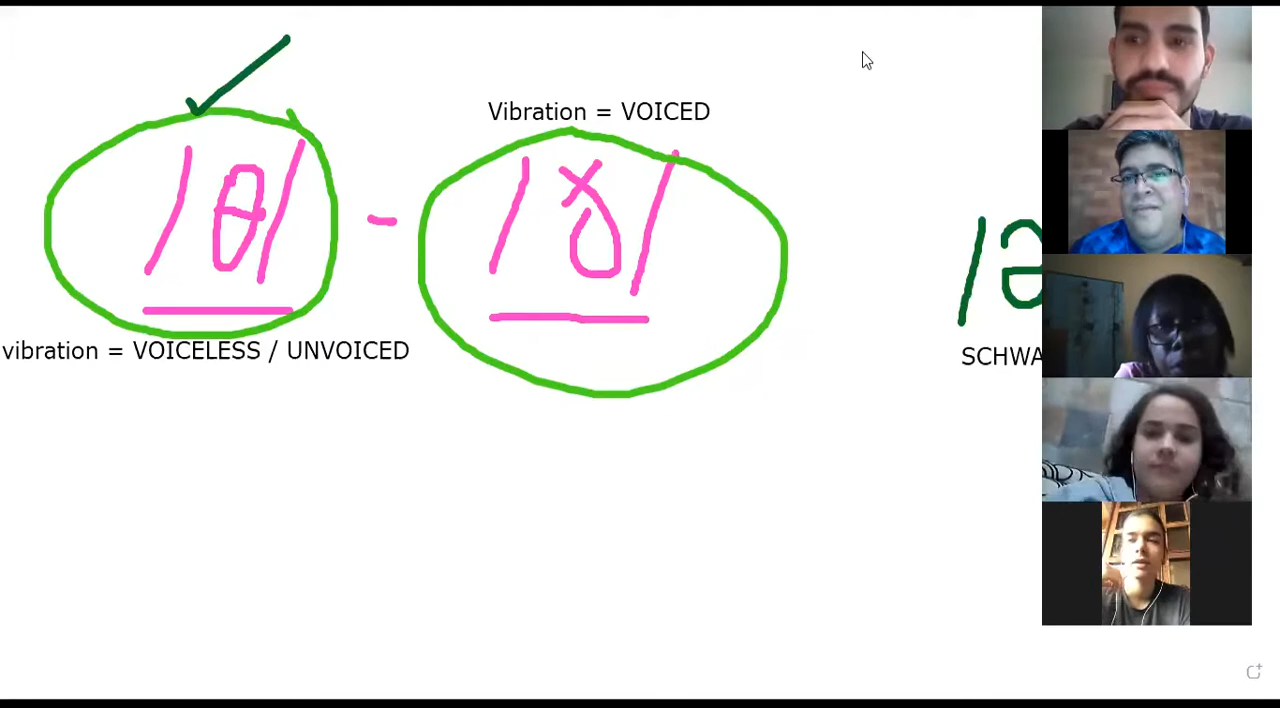 Vibration = VOICED
/θ/ - /ð/
vibration = VOICELESS / UNVOICED
SCHWA